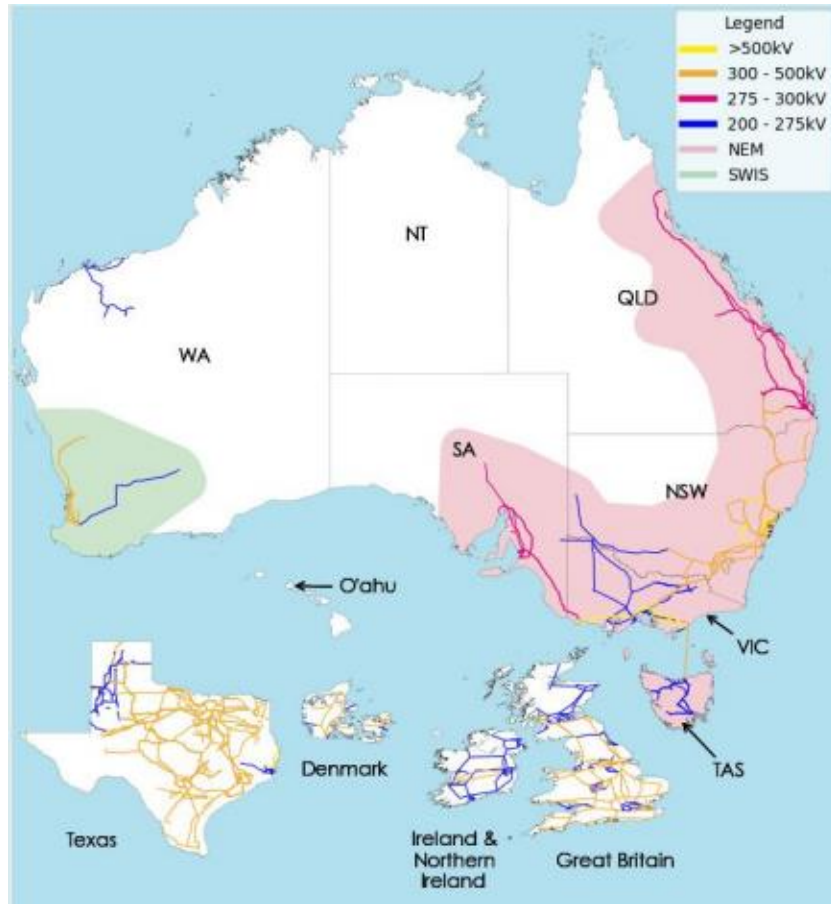 Legend
>500kV
300 - 500kV
275 - 300kV
200 - 275kV
NEM
SWIS
NT
QLD
WA
SA
NSW
O'ahu
VIC
TAS
Denmark
Texas
Ireland &
Northern
Ireland
Great Britain